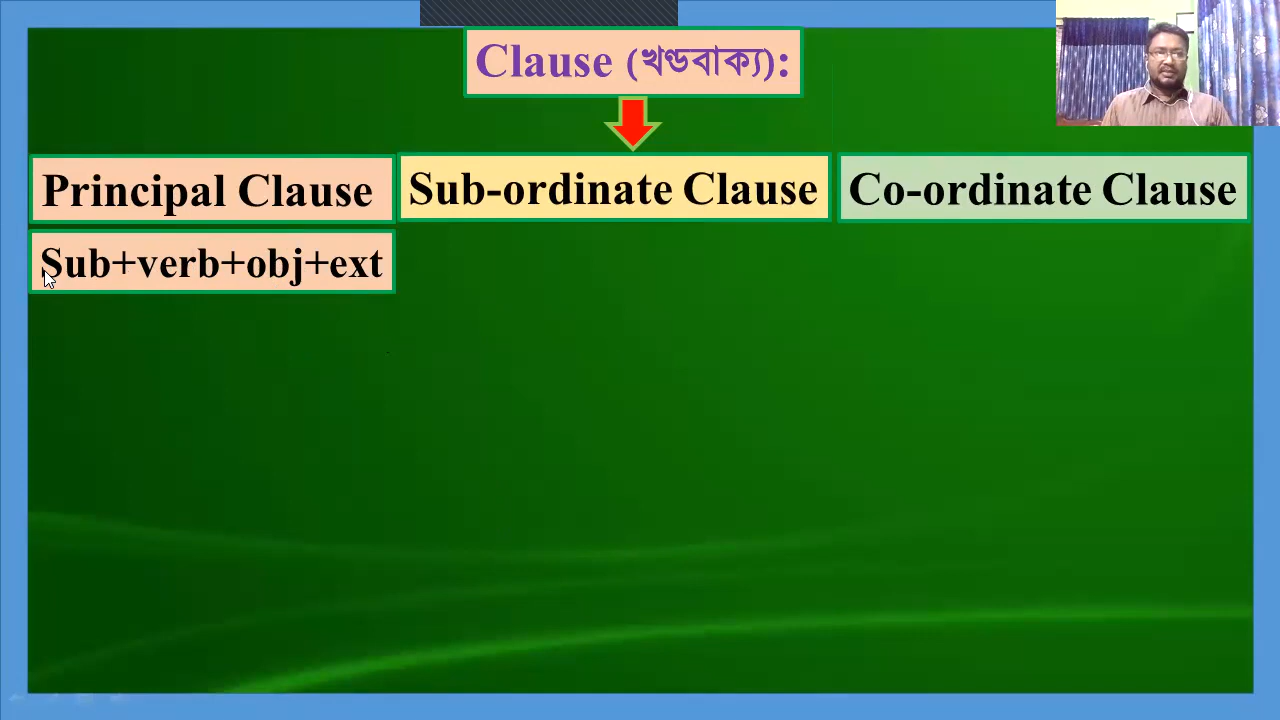 Clause (খণ্ডবাক্য):
Principal Clause
Sub-ordinate Clause
Co-ordinate Clause
Sub+verb+obj+ext